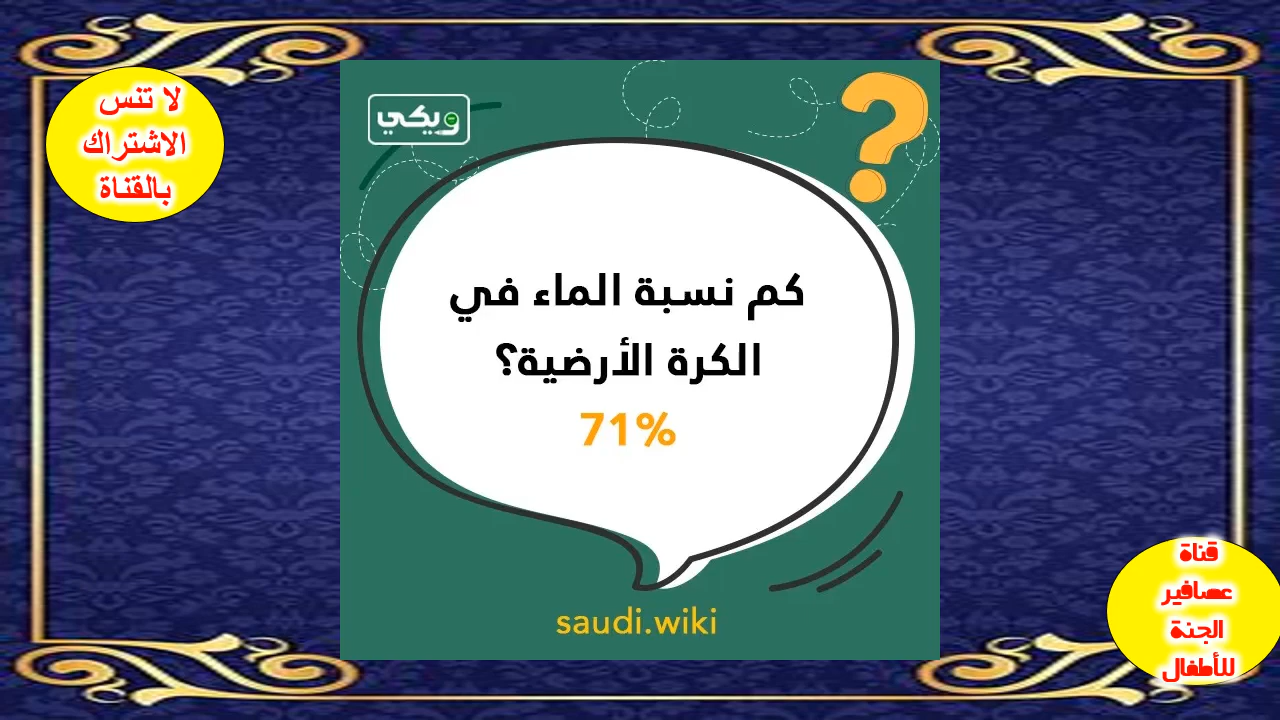 لا تنس
الاشتراك
بالقناة
ويكي
كم نسبة الماء في
الكرة الأرضية؟
71%
saudi.wiki
قناة
عصافير
الجنة
للأطفال